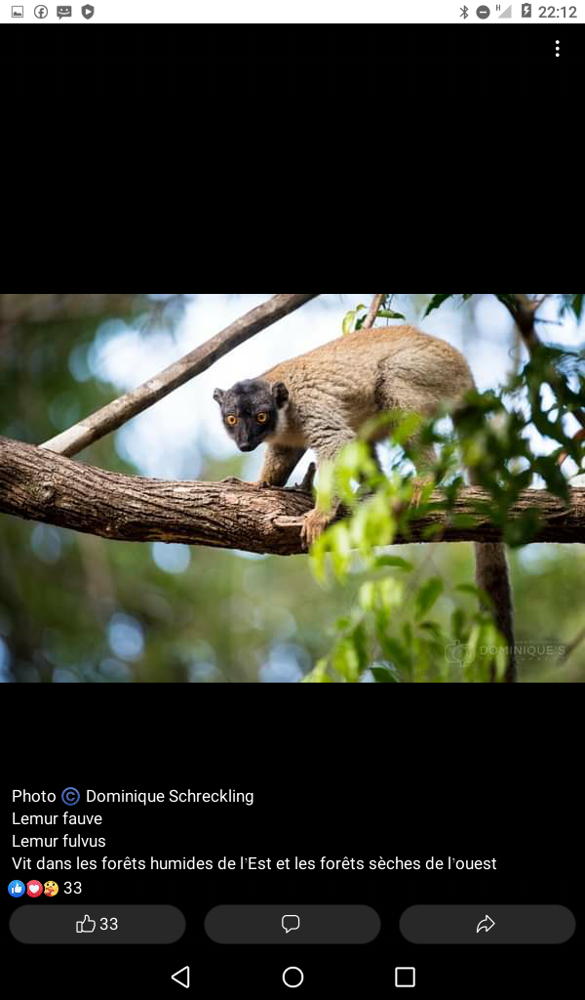 H 22:12
DOMINIQUE'S
Photo © Dominique Schreckling
Lemur fauve
Lemur fulvus
Vit dans les forêts humides de l'Est et les forêts sèches de l'ouest
33
33